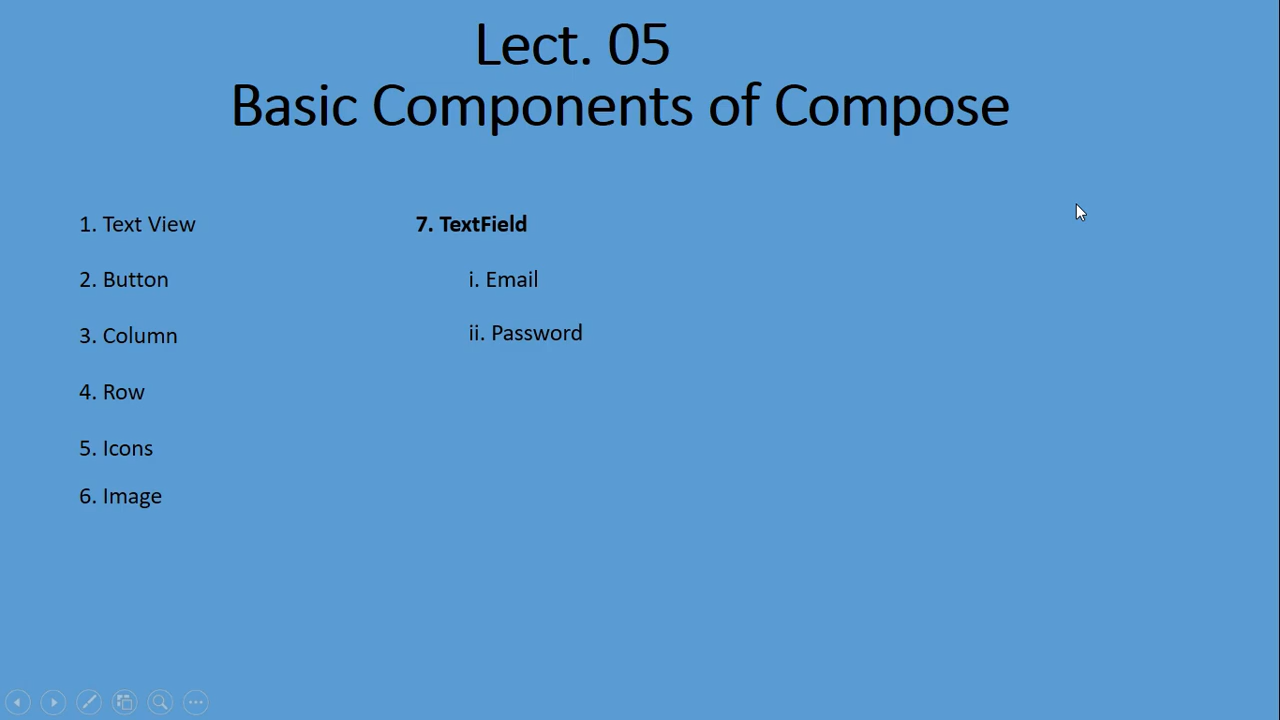 Lect. 05
Basic Components of Compose
1. Text View
2. Button
3. Column
4. Row
5. Icons
6. Image
7. TextField
i. Email
ii. Password